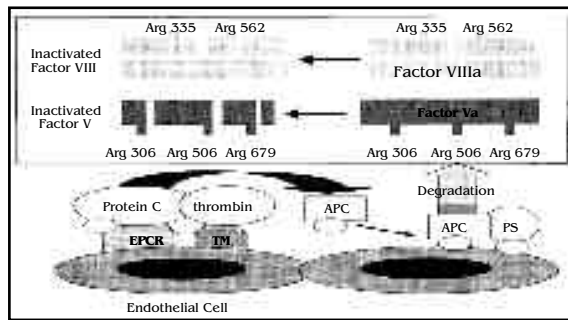 Arg 335 Arg 562 Arg 335 Arg 562
Inactivated
Factor VIII
Factor VIIIa
Inactivated
Factor V
Factor Va
Arg 306 Arg 506 Arg 679 Arg 306 Arg 506 Arg 679
Degradation
Protein C thrombin APC APC PS
EPCR TM
Endothelial Cell